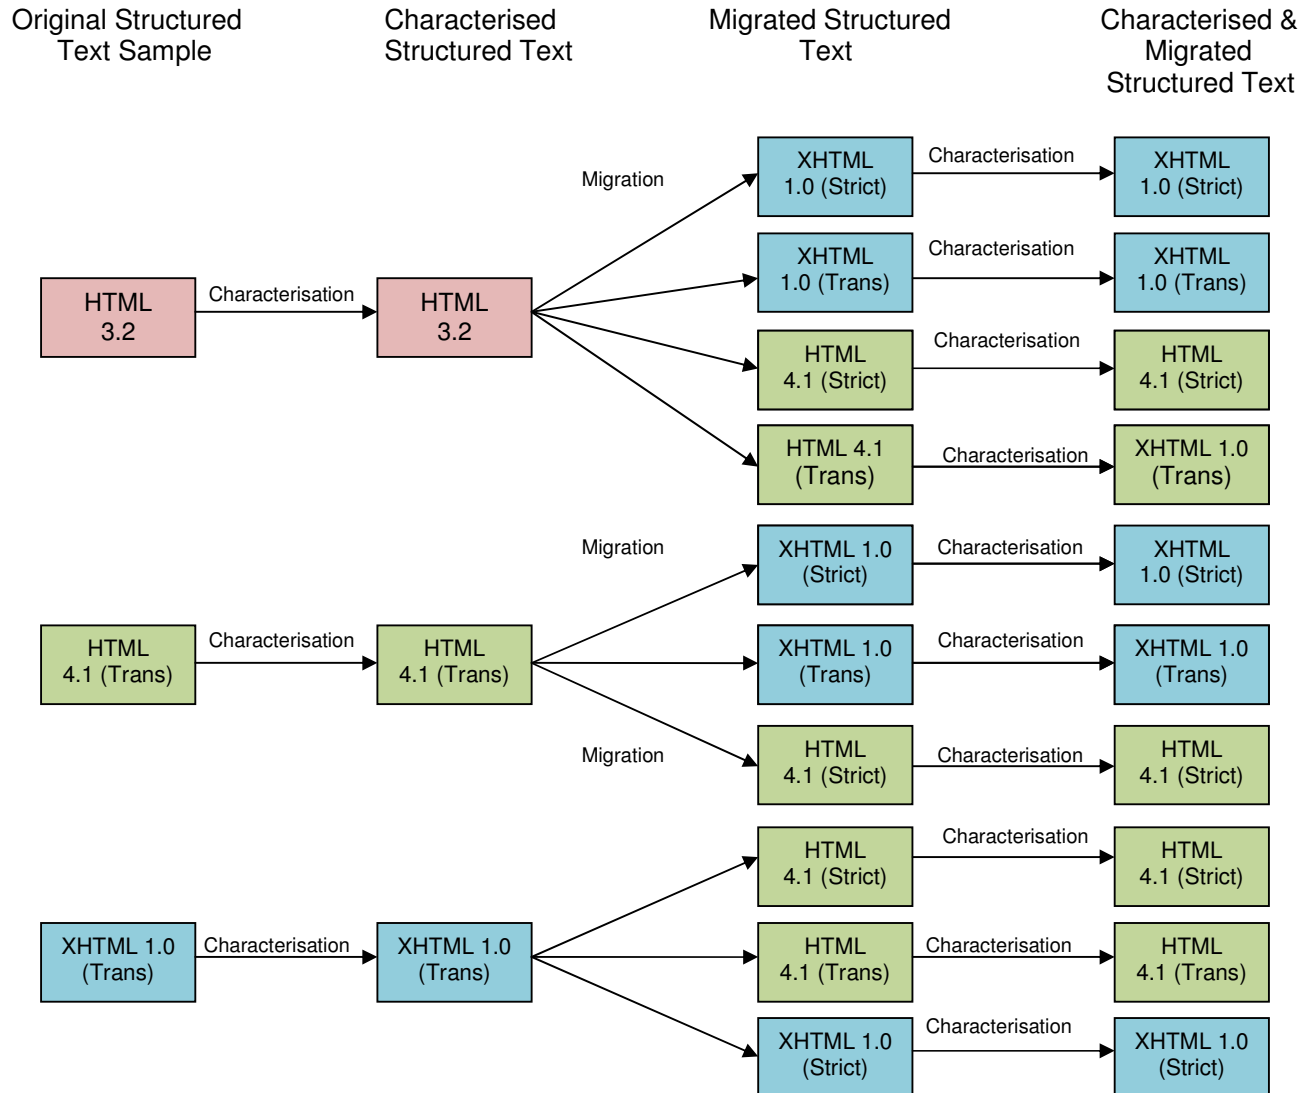 Original Structured
Text Sample
Characterised
Structured Text
Migrated Structured
Text
Characterised &
Migrated
Structured Text
HTML
3.2
Characterisation
HTML
3.2
Migration
XHTML
1.0 (Strict)
Characterisation
XHTML
1.0 (Strict)
XHTML
1.0 (Trans)
Characterisation
XHTML
1.0 (Trans)
HTML
4.1 (Strict)
Characterisation
HTML
4.1 (Strict)
HTML 4.1
(Trans)
Characterisation
XHTML 1.0
(Trans)
HTML
4.1 (Trans)
Characterisation
HTML
4.1 (Trans)
Migration
Migration
XHTML 1.0
(Strict)
Characterisation
XHTML
1.0 (Strict)
XHTML 1.0
(Trans)
Characterisation
XHTML 1.0
(Trans)
HTML
4.1 (Strict)
Characterisation
HTML
4.1 (Strict)
XHTML 1.0
(Trans)
Characterisation
XHTML 1.0
(Trans)
HTML
4.1 (Strict)
Characterisation
HTML
4.1 (Strict)
HTML
4.1 (Trans)
Characterisation
HTML
4.1 (Trans)
XHTML 1.0
(Strict)
Characterisation
XHTML 1.0
(Strict)